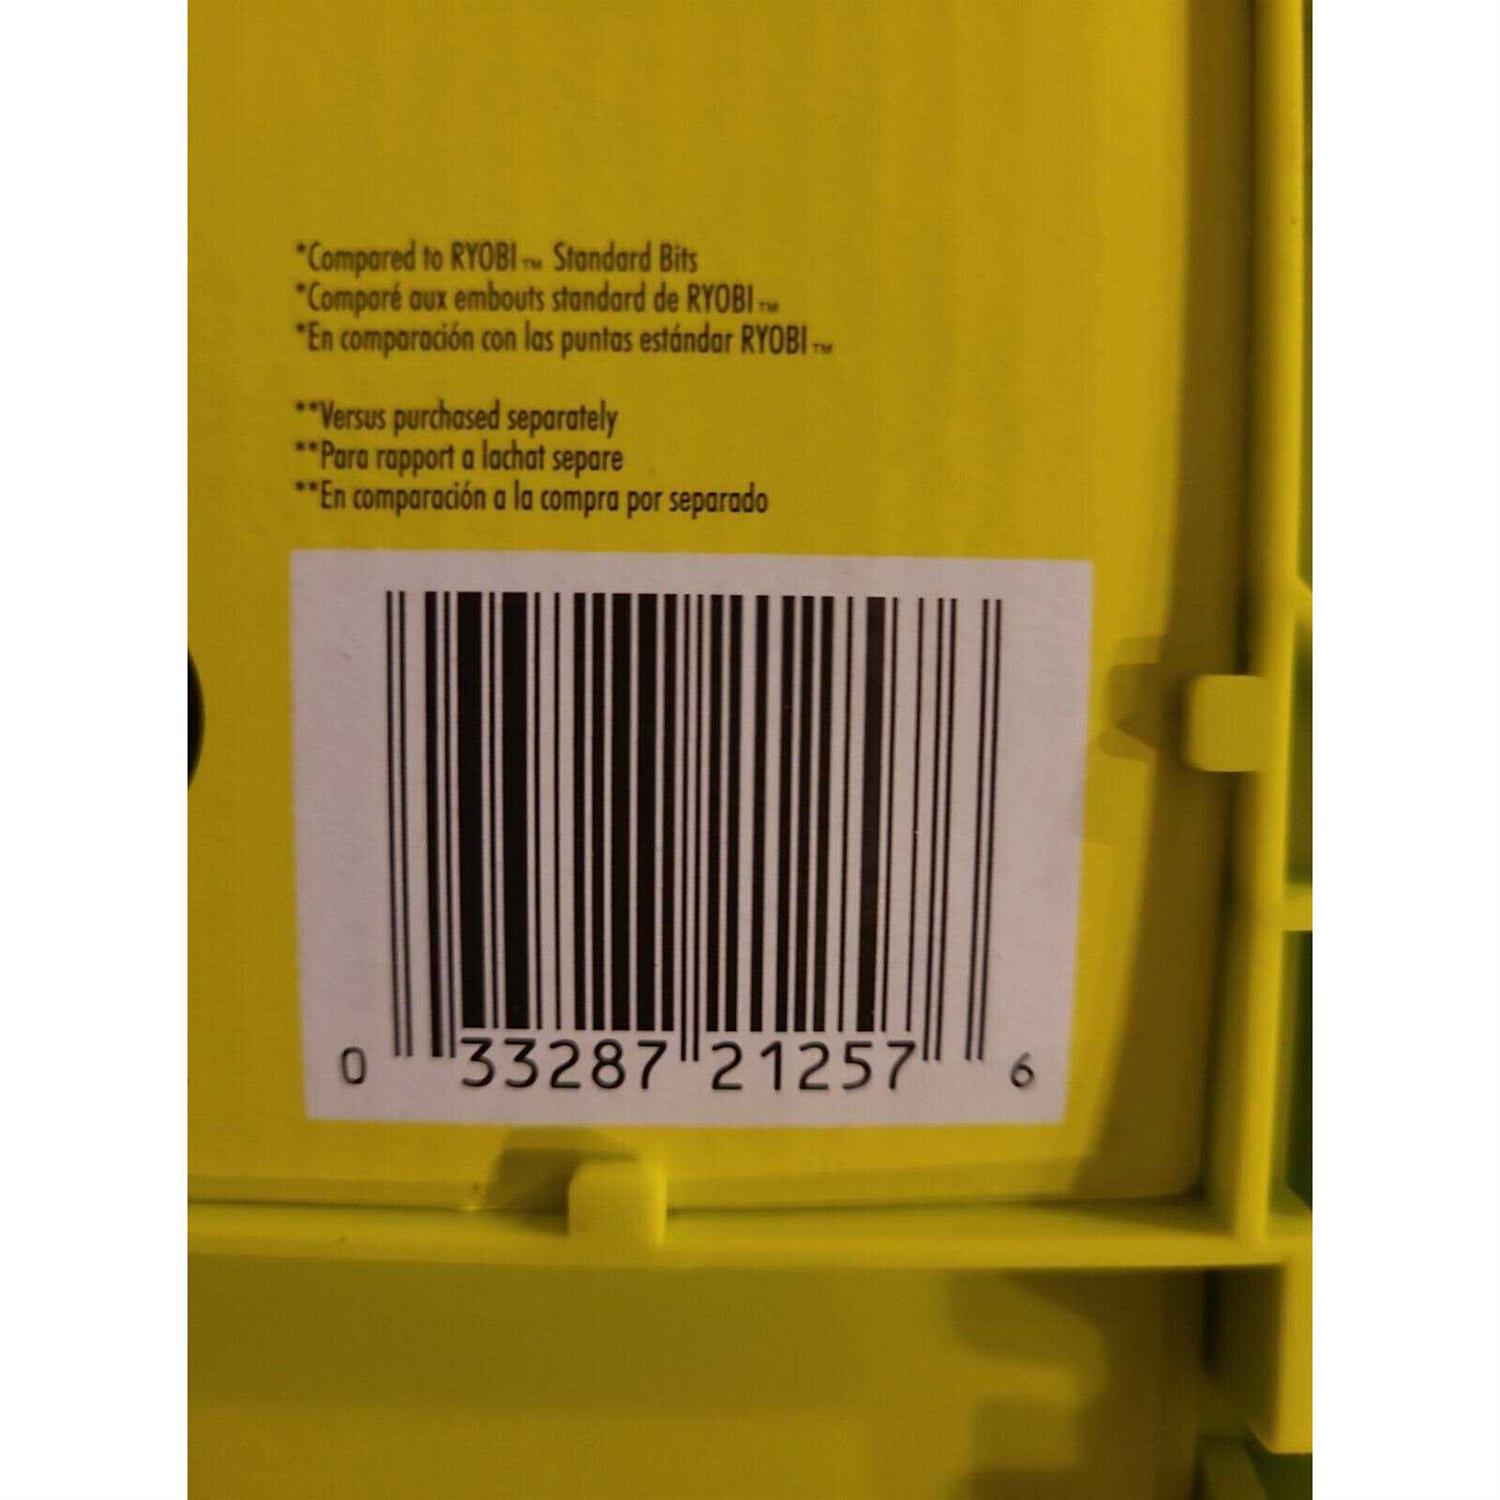 *Compared to RYOBI™ Standard Bits
*Comparé aux embouts standard de RYOBI™
*En comparación con las puntas estándar RYOBI™
**Versus purchased separately
**Para rapport a lachat separe
**En comparación a la compra por separado
0 33287 21257 6